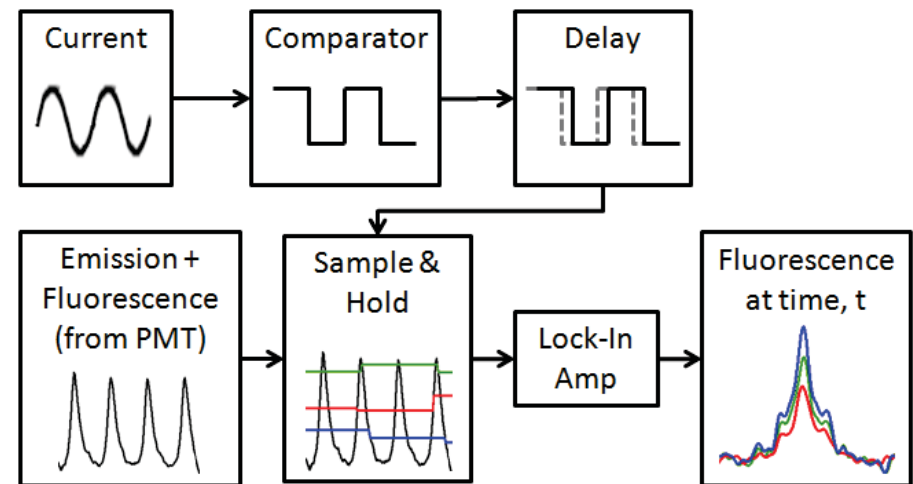 Current
Comparator
Delay
Emission +
Fluorescence
(from PMT)
Sample &
Hold
Lock-In
Amp
Fluorescence
at time, t